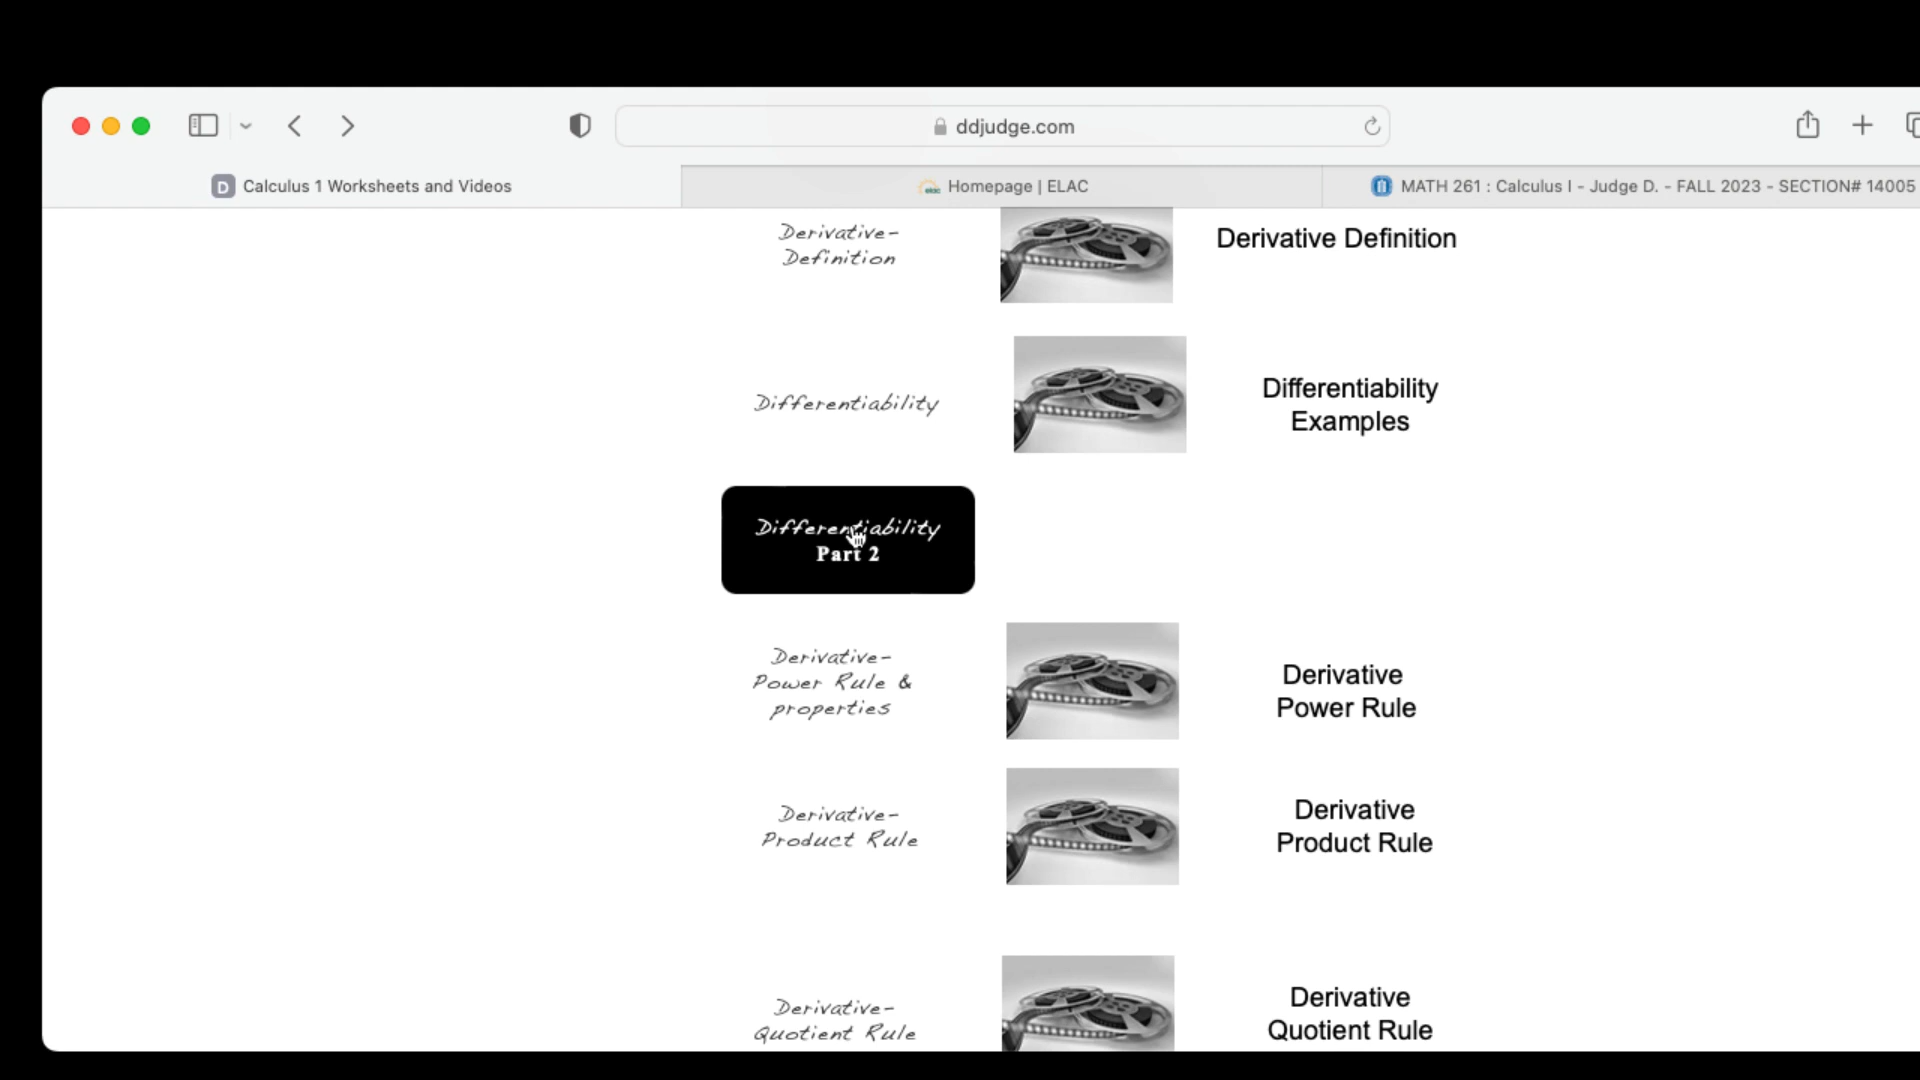 ddjudge.com
D Calculus 1 Worksheets and Videos
elac Homepage | ELAC
MATH 261 : Calculus I - Judge D. - FALL 2023 - SECTION# 14005
Derivative-
Definition
Derivative Definition
Differentiability
Differentiability
Examples
Differentiability
Part 2
Derivative-
Power Rule &
properties
Derivative
Power Rule
Derivative-
Product Rule
Derivative
Product Rule
Derivative-
Quotient Rule
Derivative
Quotient Rule